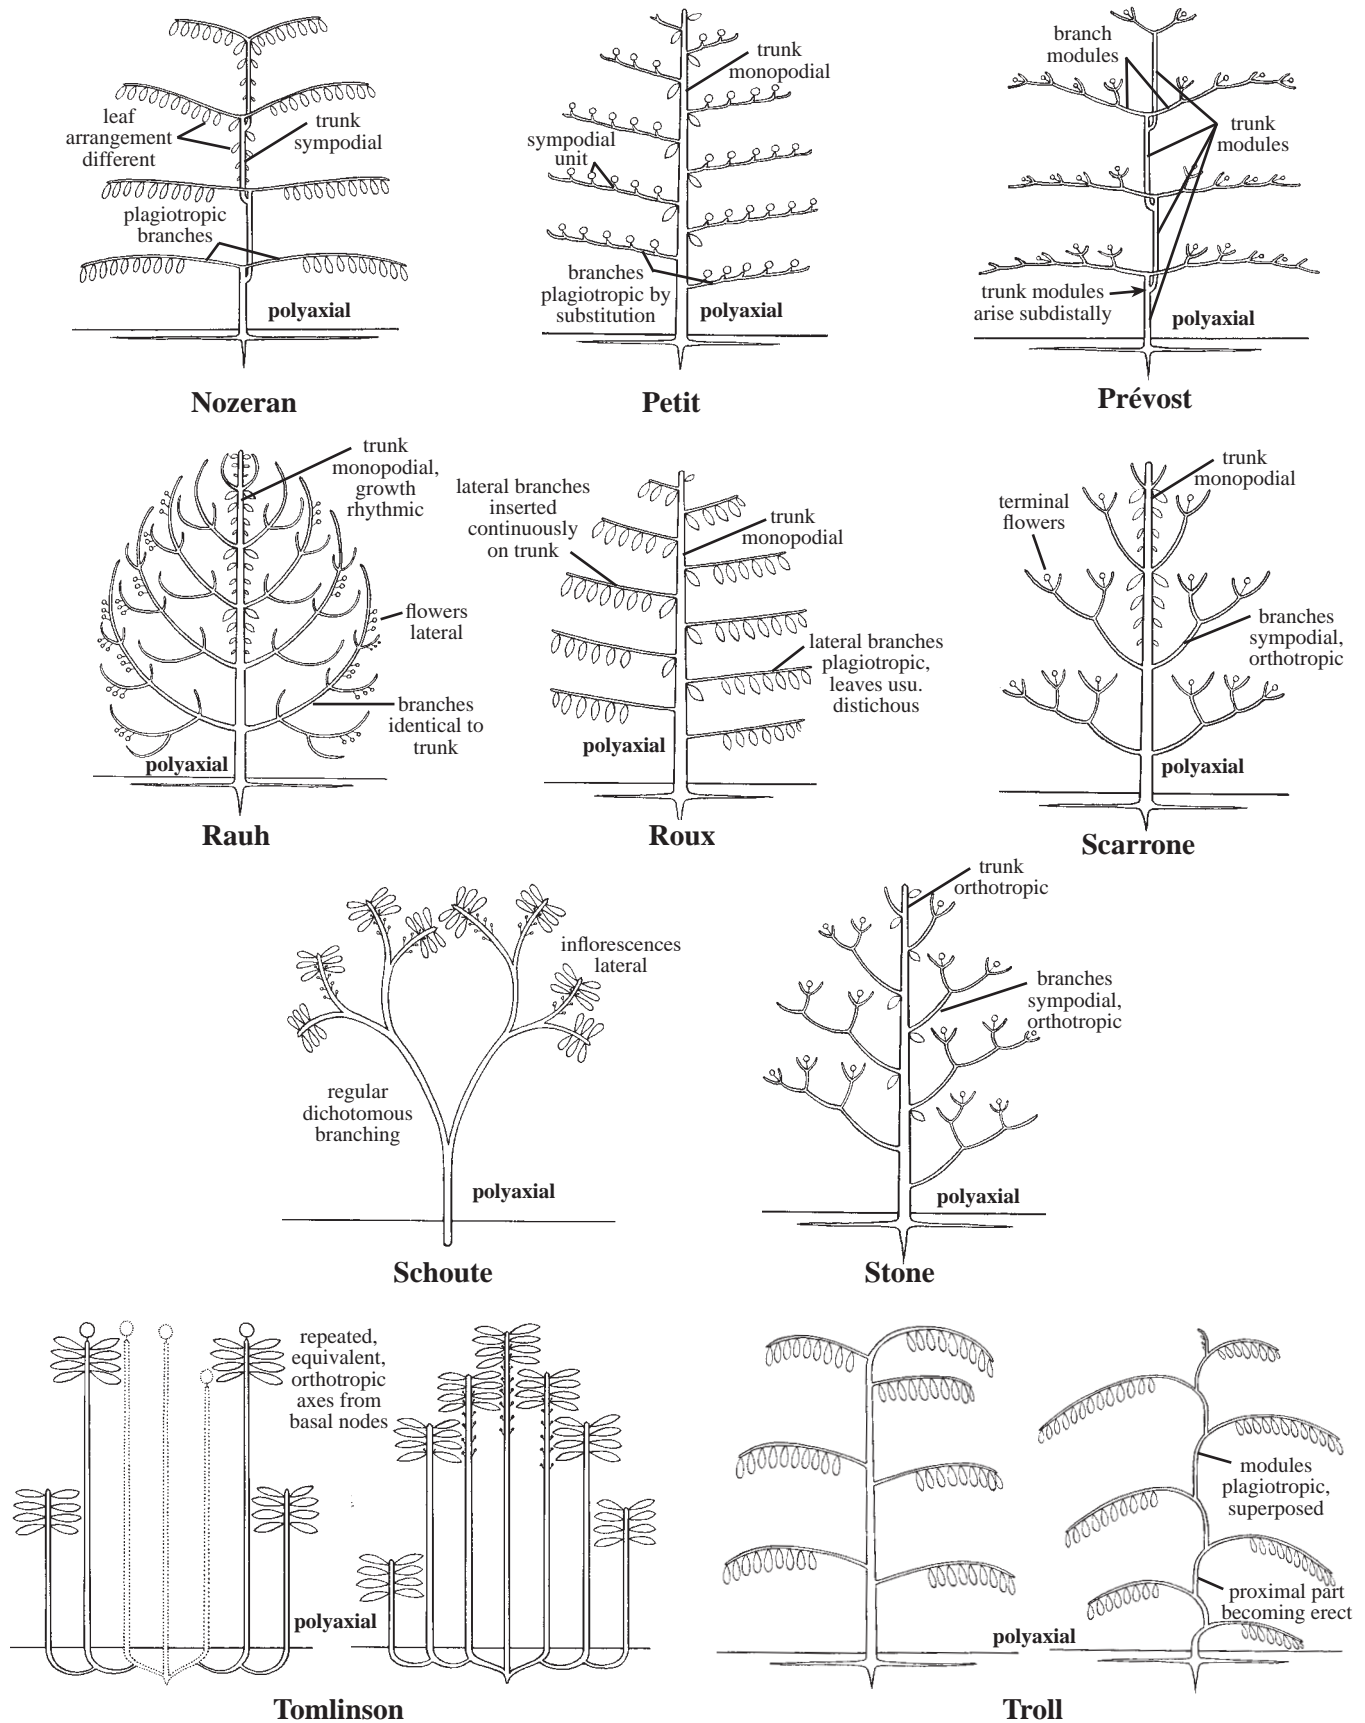 leaf
arrangement
different
trunk
sympodial
plagiotropic
branches
polyaxial
Nozeran
trunk
monopodial
sympodial
unit
branches
plagiotropic by
substitution
polyaxial
Petit
branch
modules
trunk
modules
trunk modules
arise subdistally
polyaxial
Prévost
trunk
monopodial,
growth
rhythmic
flowers
lateral
branches
identical to
trunk
polyaxial
Rauh
lateral branches
inserted
continuously
on trunk
trunk
monopodial
lateral branches
plagiotropic,
leaves usu.
distichous
polyaxial
Roux
trunk
monopodial
terminal
flowers
branches
sympodial,
orthotropic
polyaxial
Scarrone
inflorescences
lateral
regular
dichotomous
branching
polyaxial
Schoute
trunk
orthotropic
branches
sympodial,
orthotropic
polyaxial
Stone
repeated,
equivalent,
orthotropic
axes from
basal nodes
polyaxial
Tomlinson
modules
plagiotropic,
superposed
proximal part
becoming erect
polyaxial
Troll